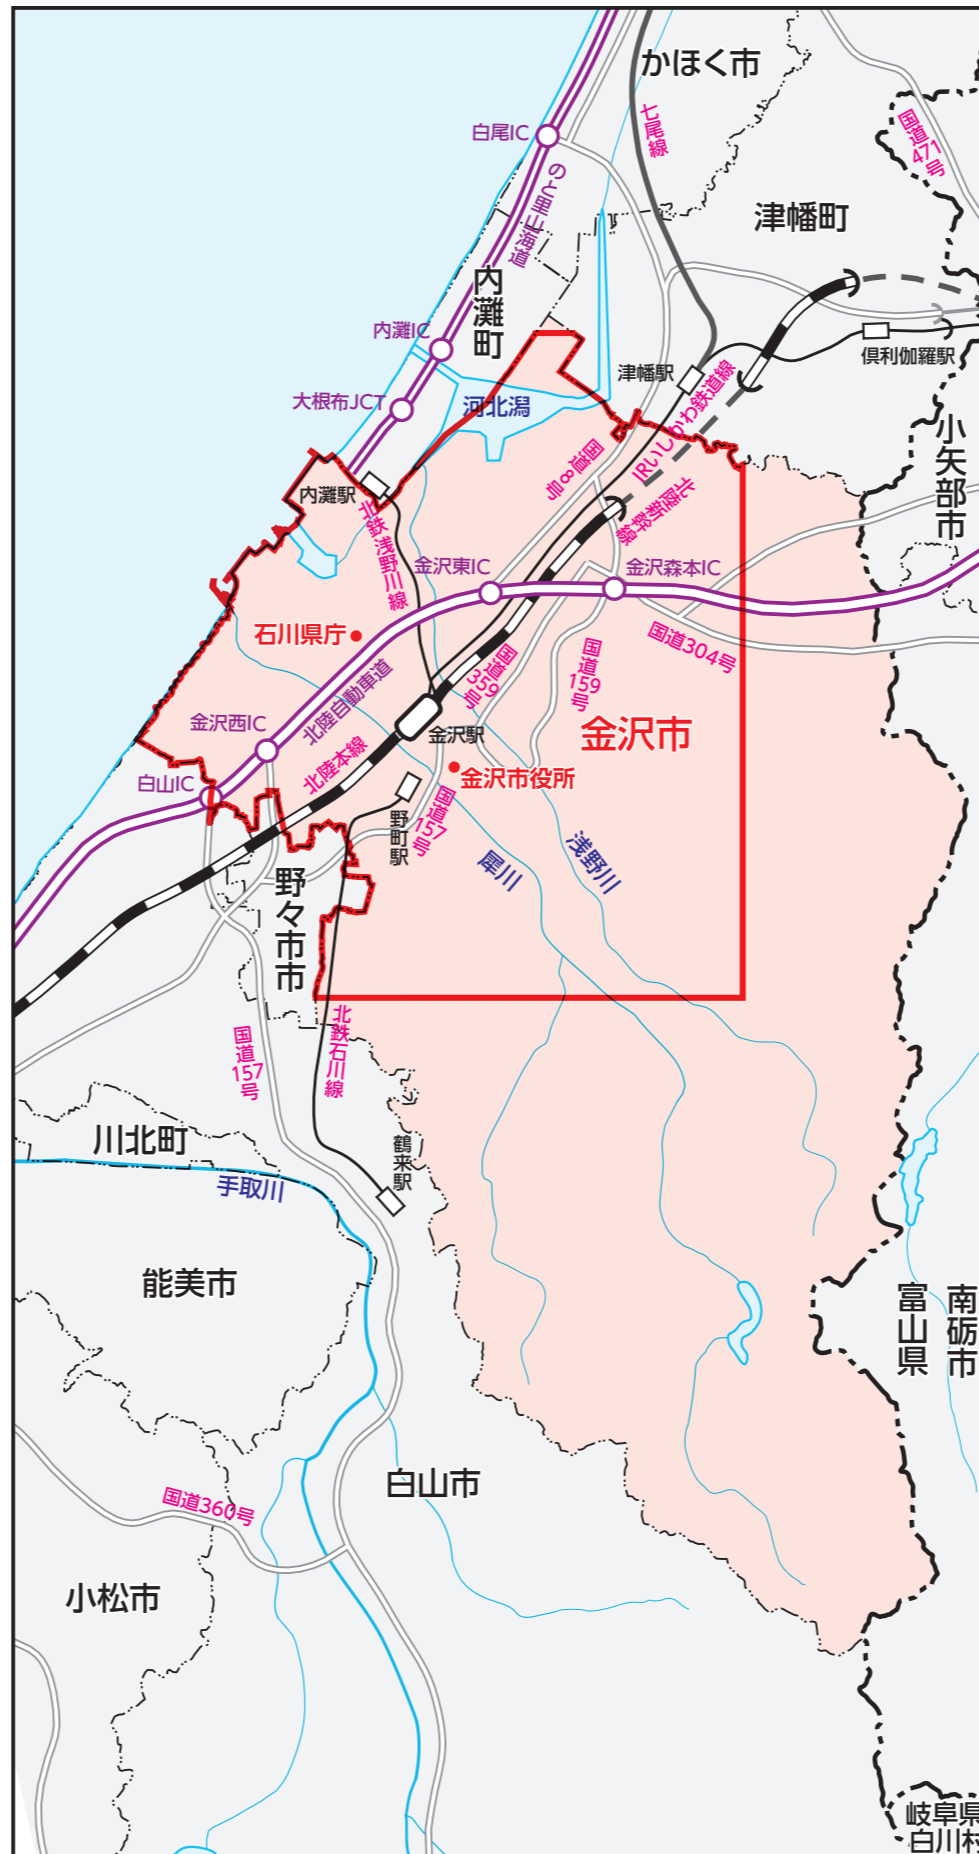 かほく市
七尾線
国道471号
白尾IC
のと里山海道
津幡町
内灘町
内灘IC
倶利伽羅駅
津幡駅
IRいしかわ鉄道線
大根布JCT
河北潟
小矢部市
国道8号
北陸新幹線
内灘駅
北鉄浅野川線
金沢東IC
金沢森本IC
石川県庁
国道304号
国道359号
国道159号
北陸自動車道
金沢西IC
金沢駅
金沢市
北陸本線
金沢市役所
白山IC
野町駅
国道157号
犀川
浅野川
野々市市
北鉄石川線
国道157号
川北町
鶴来駅
手取川
能美市
富山県
南砺市
白山市
国道360号
小松市
岐阜県
白川村